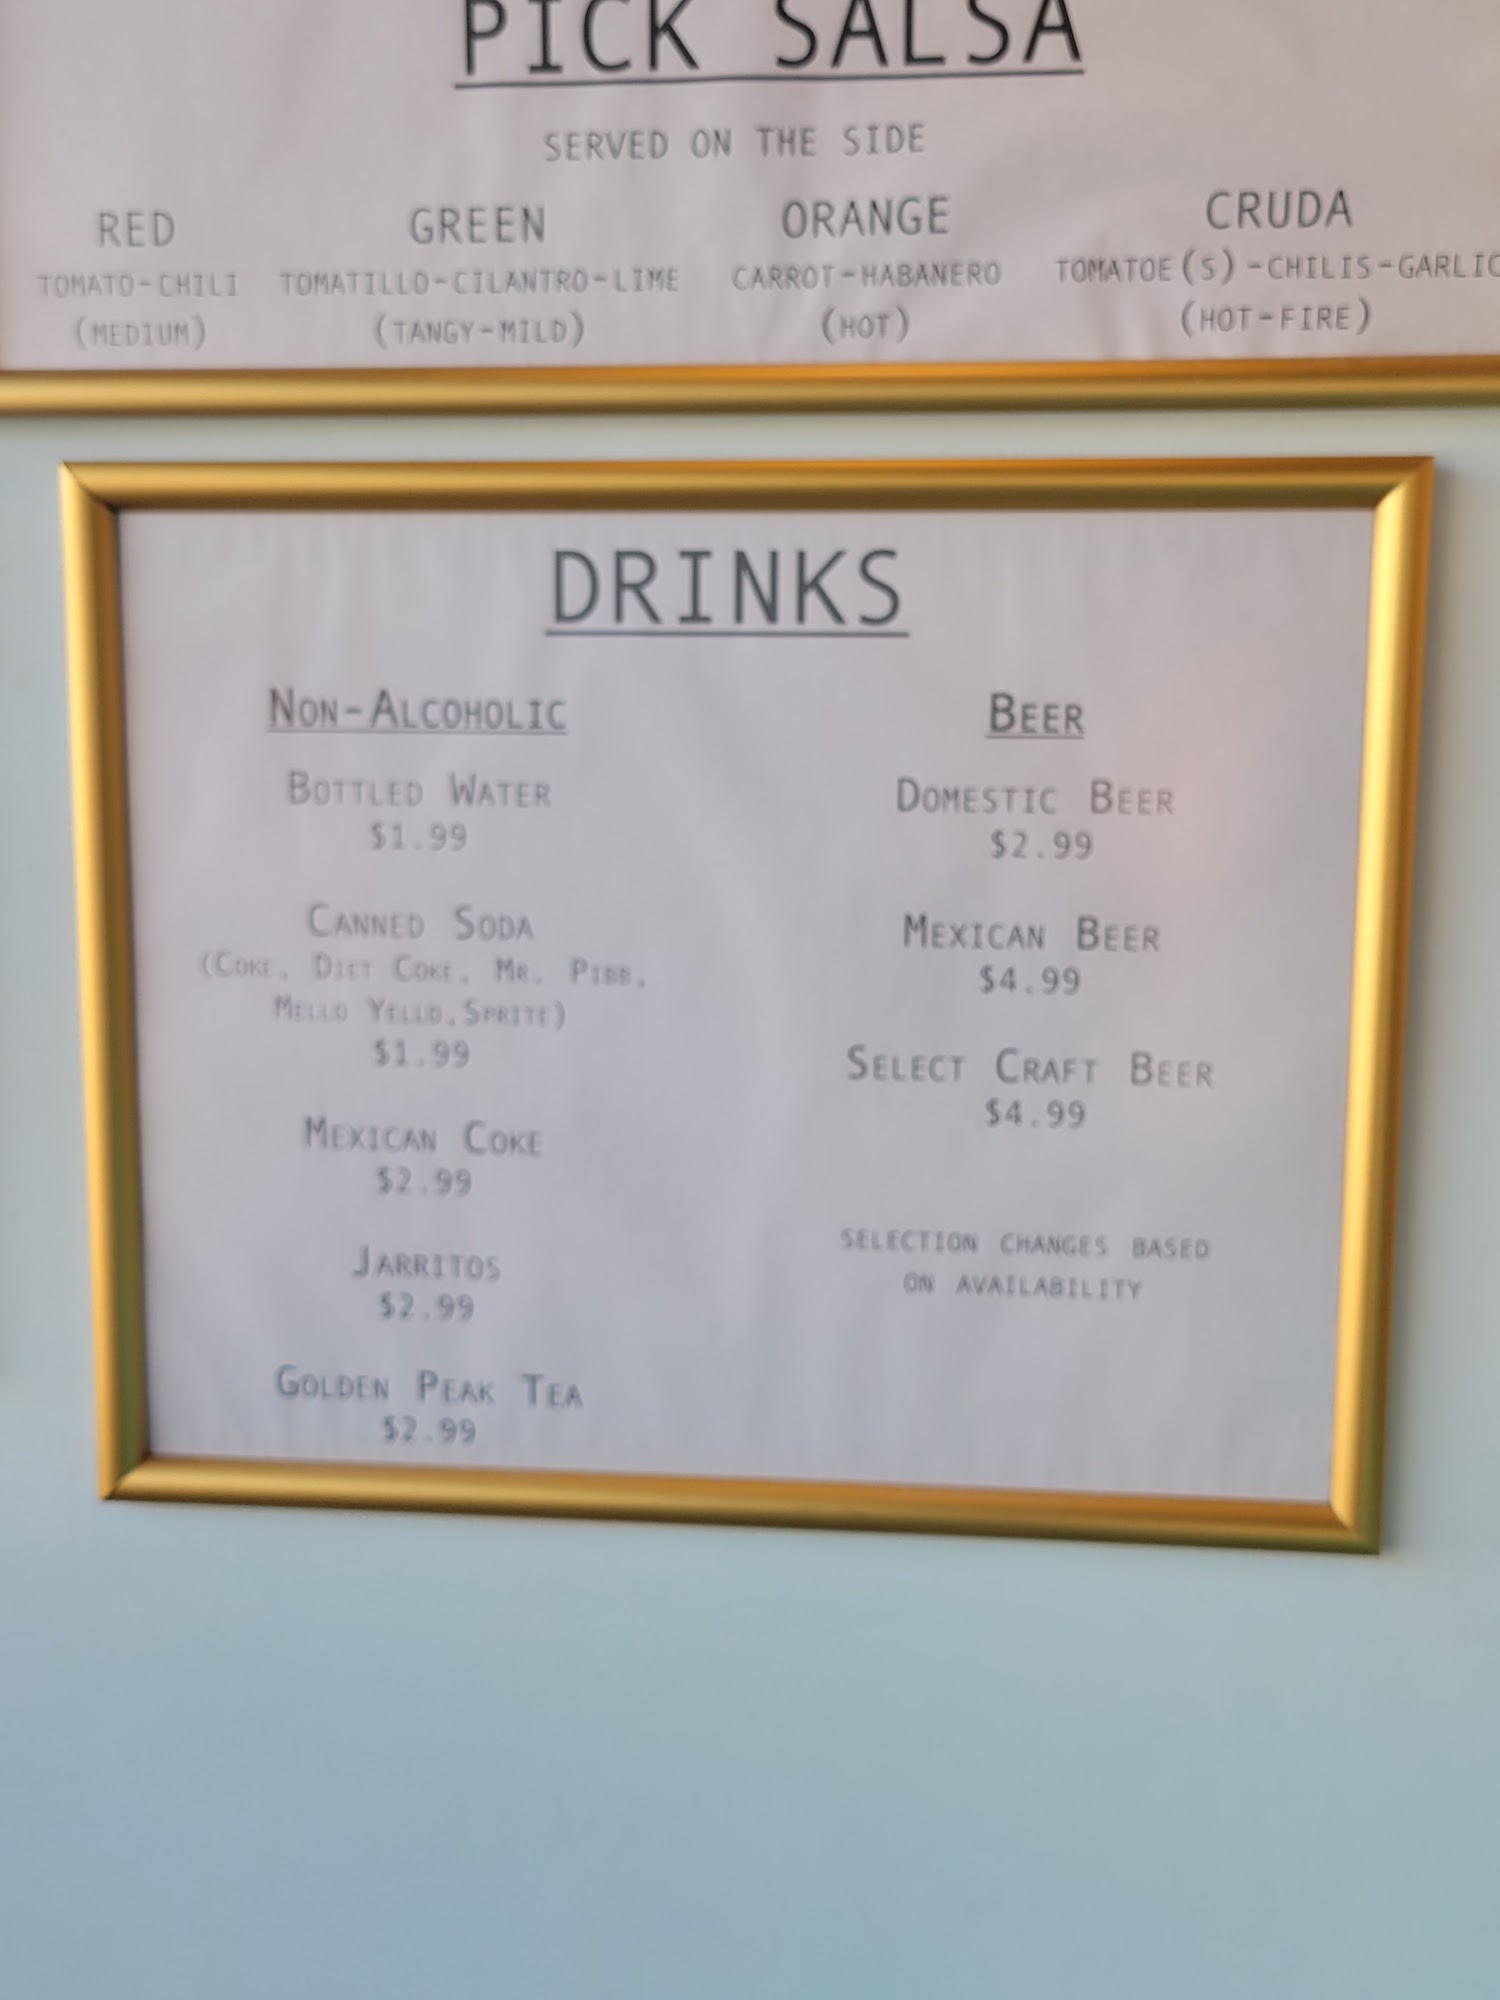 PICK SALSA
SERVED ON THE SIDE
RED
TOMATO-CHILI
(MEDIUM)
GREEN
TOMATILLO-CILANTRO-LIME
(TANGY-MILD)
ORANGE
CARROT-HABANERO
(HOT)
CRUDA
TOMATOE(S)-CHILIS-GARLIC
(HOT-FIRE)
DRINKS
NON-ALCOHOLIC
BOTTLED WATER
$1.99
CANNED SODA
(COKE, DIET COKE, MR. PIBB,
MELLO YELLO,SPRITE)
$1.99
MEXICAN COKE
$2.99
JARRITOS
$2.99
GOLDEN PEAK TEA
$2.99
BEER
DOMESTIC BEER
$2.99
MEXICAN BEER
$4.99
SELECT CRAFT BEER
$4.99
SELECTION CHANGES BASED
ON AVAILABILITY